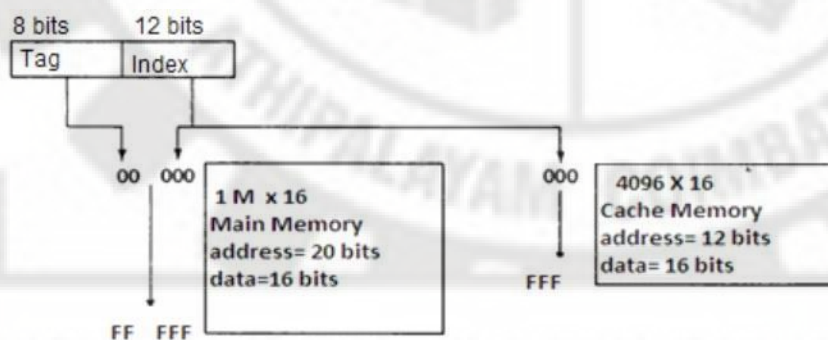 8 bits 12 bits
Tag Index
00 000
000
1 M x 16
Main Memory
address= 20 bits
data=16 bits
4096 X 16
Cache Memory
address= 12 bits
data= 16 bits
FFF
FF FFF